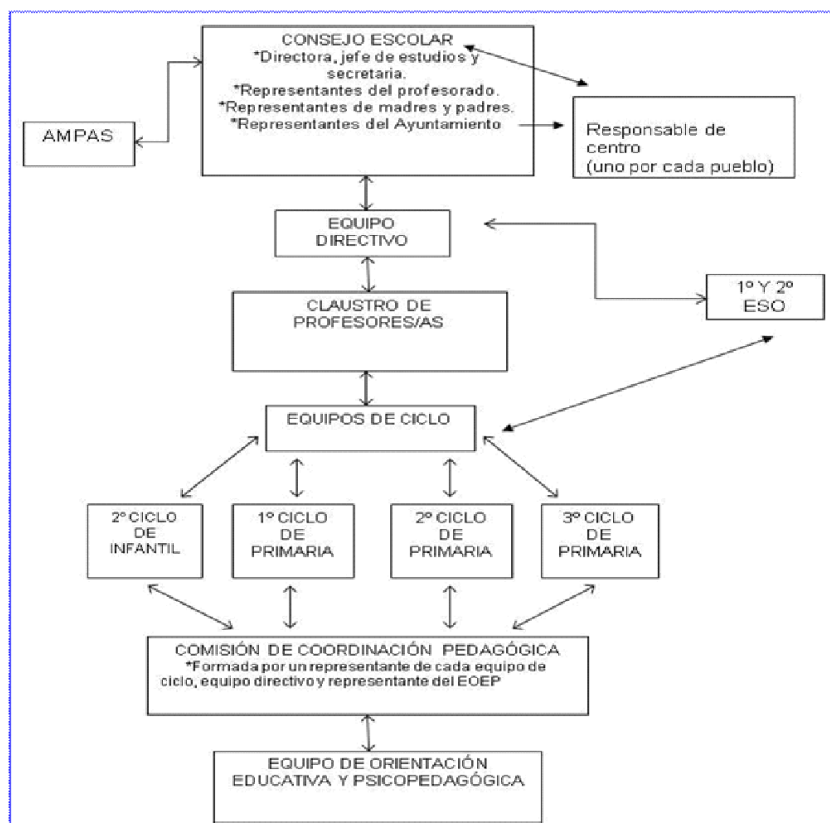 CONSEJO ESCOLAR
*Directora, jefe de estudios y
secretaria.
*Representantes del profesorado.
*Representantes de madres y padres.
*Representantes del Ayuntamiento
AMPAS
Responsable de
centro
(uno por cada pueblo)
EQUIPO
DIRECTIVO
1º Y 2º
ESO
CLAUSTRO DE
PROFESORES/AS
EQUIPOS DE CICLO
2º CICLO
DE
INFANTIL
1º CICLO
DE
PRIMARIA
2º CICLO
DE
PRIMARIA
3º CICLO
DE
PRIMARIA
COMISIÓN DE COORDINACIÓN PEDAGÓGICA
*Formada por un representante de cada equipo de
ciclo, equipo directivo y representante del EOEP
EQUIPO DE ORIENTACIÓN
EDUCATIVA Y PSICOPEDAGÓGICA